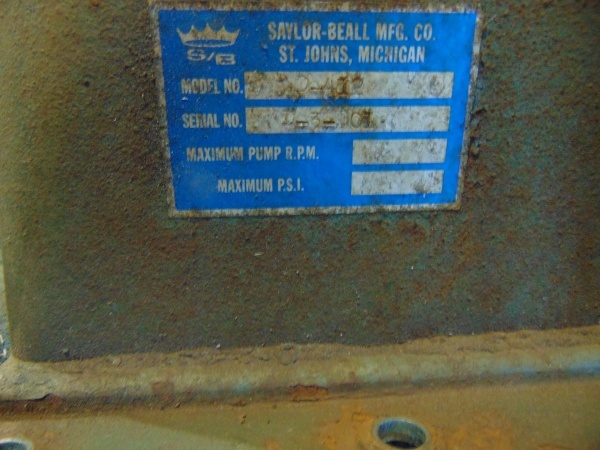 SAYLOR-BEALL MFG. CO.
ST. JOHNS, MICHIGAN
S/B
MODEL NO.
SERIAL NO.
MAXIMUM PUMP R.P.M.
MAXIMUM P.S.I.